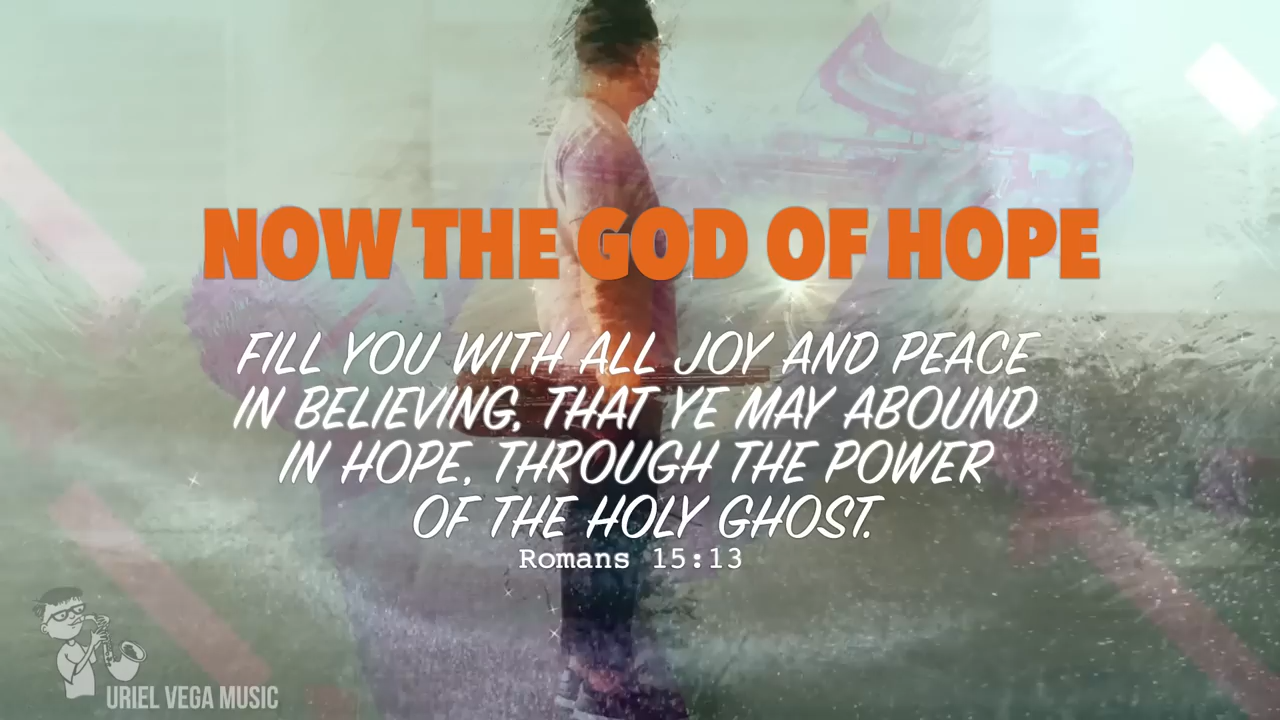 NOW THE GOD OF HOPE
FILL YOU WITH ALL JOY AND PEACE
IN BELIEVING, THAT YE MAY ABOUND
IN HOPE, THROUGH THE POWER
OF THE HOLY GHOST.
Romans 15:13
URIEL VEGA MUSIC